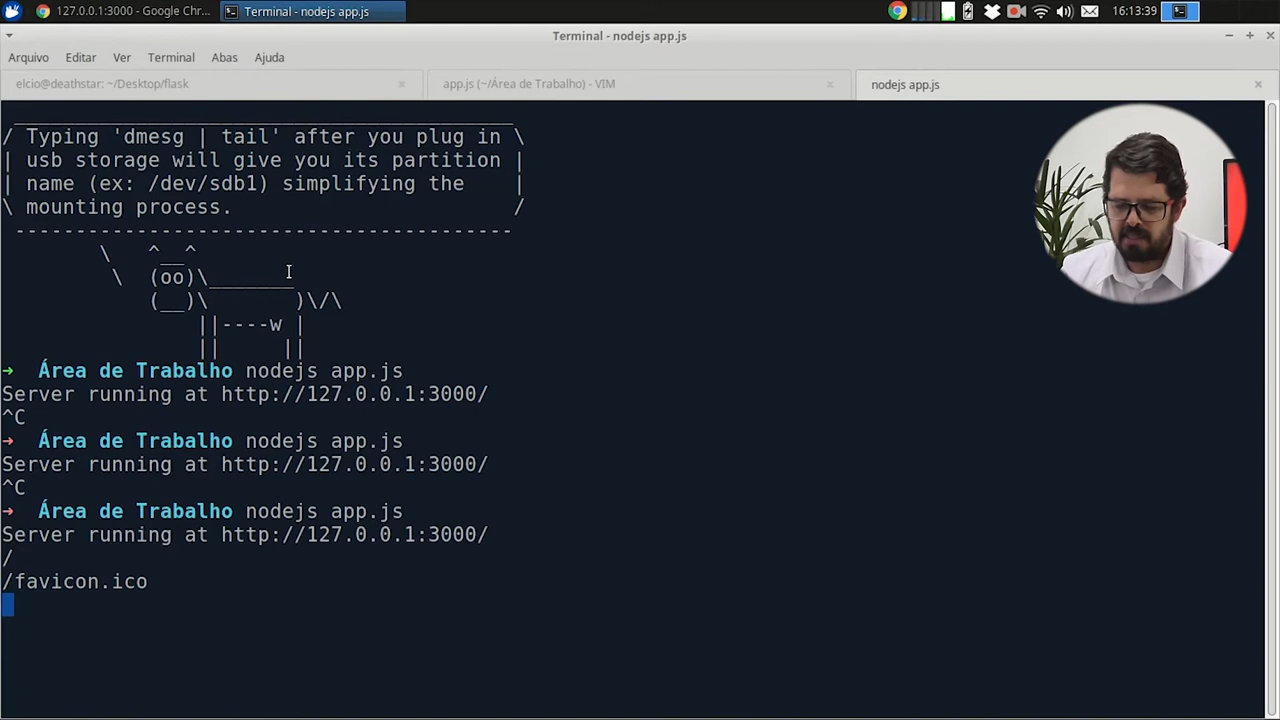 127.0.0.1:3000 - Google Chr...
Terminal - nodejs app.js
16:13:39
Terminal - nodejs app.js
Arquivo Editar Ver Terminal Abas Ajuda
elcio@deathstar: ~/Desktop/flask
app.js (~/Área de Trabalho) - VIM
nodejs app.js
/ Typing 'dmesg | tail' after you plug in \
| usb storage will give you its partition |
| name (ex: /dev/sdb1) simplifying the |
\ mounting process. /
-----------------------------------------
\ ^__^
\ (oo)\_______
(__)\ )\/\
||----w |
|| ||
➜ Área de Trabalho nodejs app.js
Server running at http://127.0.0.1:3000/
^C
➜ Área de Trabalho nodejs app.js
Server running at http://127.0.0.1:3000/
^C
➜ Área de Trabalho nodejs app.js
Server running at http://127.0.0.1:3000/
/
/favicon.ico